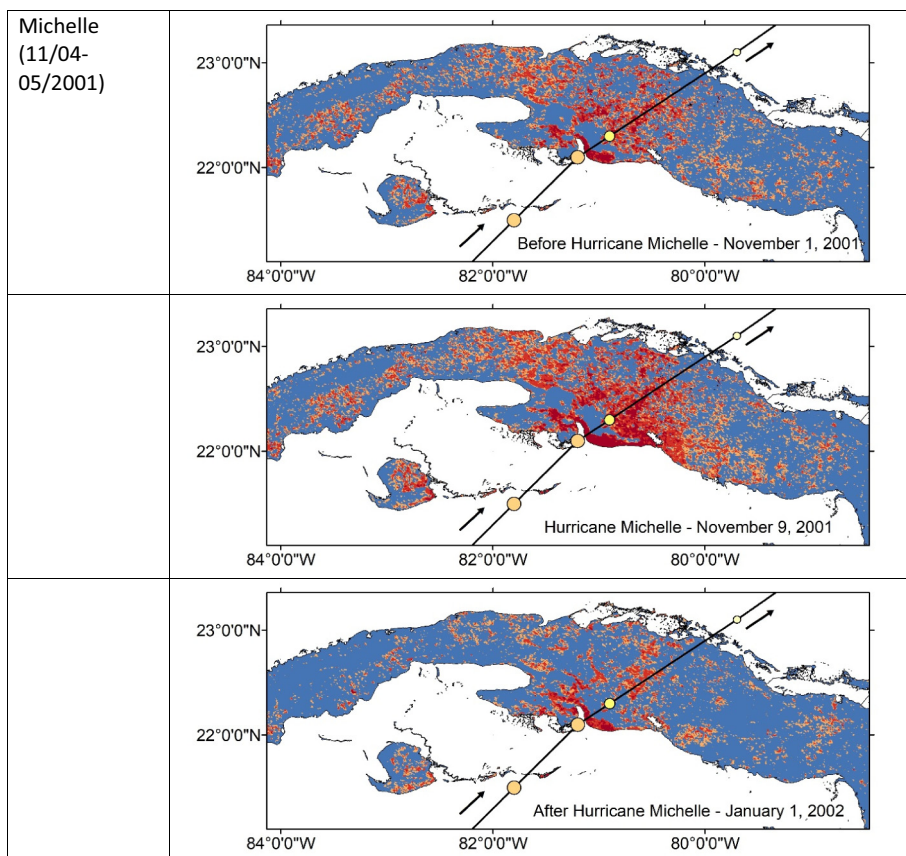 Michelle
(11/04-
05/2001)
23°0'0"N
22°0'0"N
Before Hurricane Michelle - November 1, 2001
84°0'0"W 82°0'0"W 80°0'0"W
23°0'0"N
22°0'0"N
Hurricane Michelle - November 9, 2001
84°0'0"W 82°0'0"W 80°0'0"W
23°0'0"N
22°0'0"N
After Hurricane Michelle - January 1, 2002
84°0'0"W 82°0'0"W 80°0'0"W